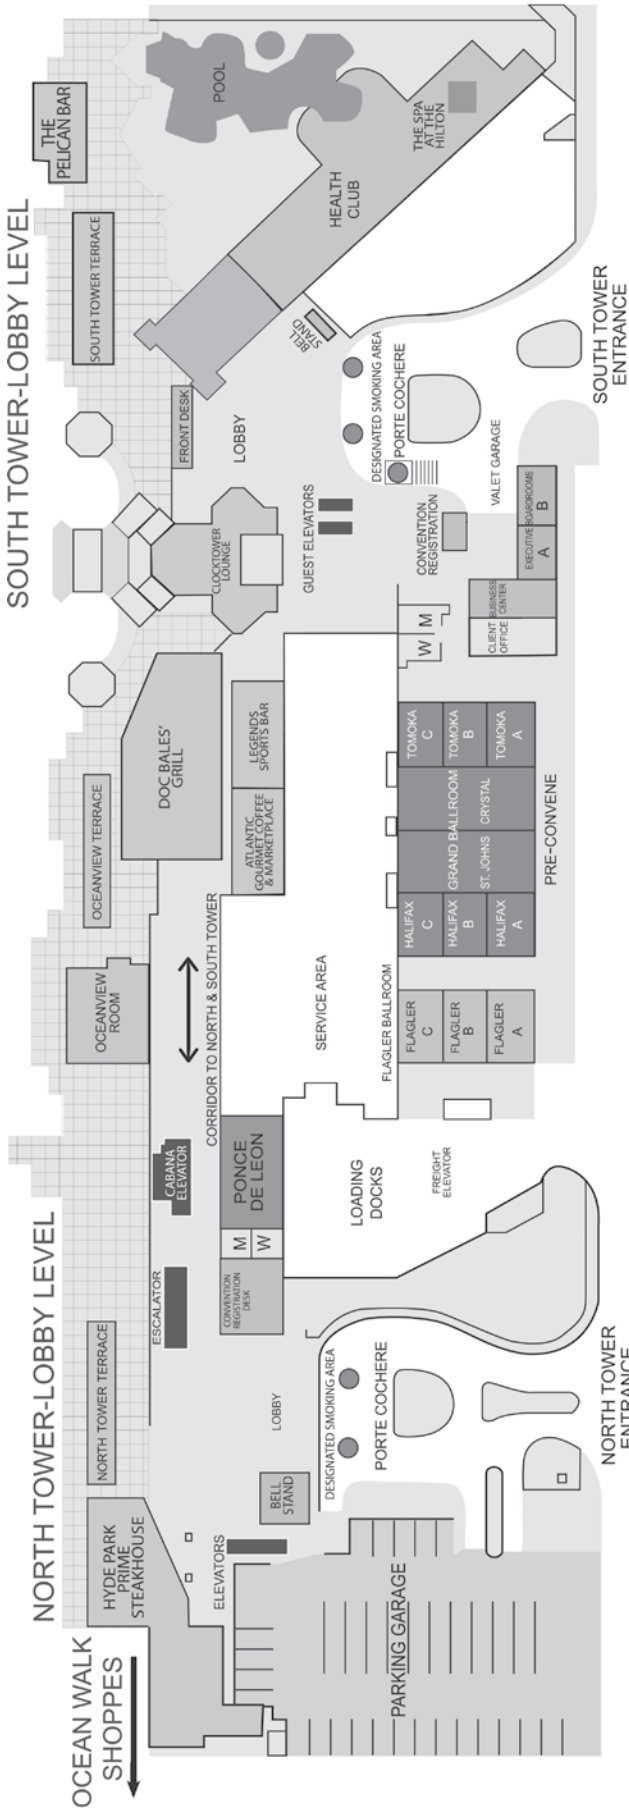 SOUTH TOWER-LOBBY LEVEL
NORTH TOWER-LOBBY LEVEL
OCEAN WALK
SHOPPES
THE
PELICAN BAR
SOUTH TOWER TERRACE
OCEANVIEW TERRACE
OCEANVIEW
ROOM
NORTH TOWER TERRACE
HYDE PARK
PRIME
STEAKHOUSE
POOL
THE SPA
AT THE
HILTON
HEALTH
CLUB
BELL
STAND
FRONT DESK
LOBBY
CLOCKTOWER
LOUNGE
GUEST ELEVATORS
DOC BALES'
GRILL
LEGENDS
SPORTS BAR
ATLANTIC
GOURMET COFFEE
& MARKETPLACE
CORRIDOR TO NORTH & SOUTH TOWER
CABANA
ELEVATOR
ESCALATOR
PONCE
DE LEON
M
W
CONVENTION
REGISTRATION
DESK
LOBBY
BELL
STAND
ELEVATORS
SERVICE AREA
LOADING
DOCKS
FREIGHT
ELEVATOR
DESIGNATED SMOKING AREA
PORTE COCHERE
VALET GARAGE
SOUTH TOWER
ENTRANCE
CONVENTION
REGISTRATION
EXECUTIVE BOARDROOMS
A
B
BUSINESS
CENTER
CLIENT
OFFICE
W
M
TOMOKA
C
TOMOKA
B
TOMOKA
A
GRAND BALLROOM
ST. JOHNS
CRYSTAL
HALIFAX
C
HALIFAX
B
HALIFAX
A
PRE-CONVENE
FLAGLER BALLROOM
FLAGLER
C
FLAGLER
B
FLAGLER
A
DESIGNATED SMOKING AREA
PORTE COCHERE
NORTH TOWER
ENTRANCE
PARKING GARAGE